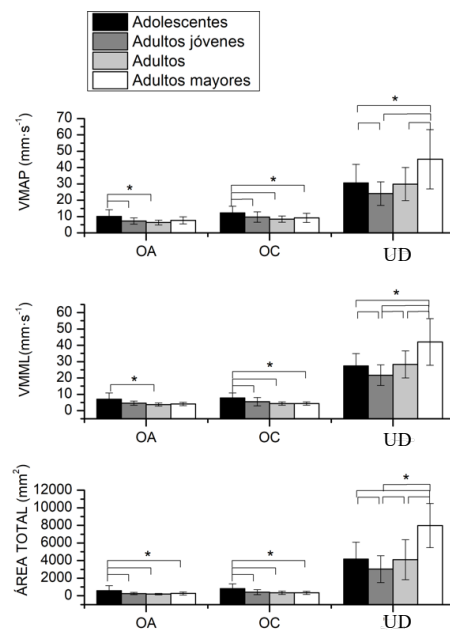 Adolescentes
Adultos jóvenes
Adultos
Adultos mayores
VMAP (mm·s⁻¹)
70
60
50
40
30
20
10
0
*
*
*
OA
OC
UD
VMML(mm·s⁻¹)
60
50
40
30
20
10
0
*
*
*
OA
OC
UD
ÁREA TOTAL (mm²)
12000
10000
8000
6000
4000
2000
0
*
*
*
OA
OC
UD